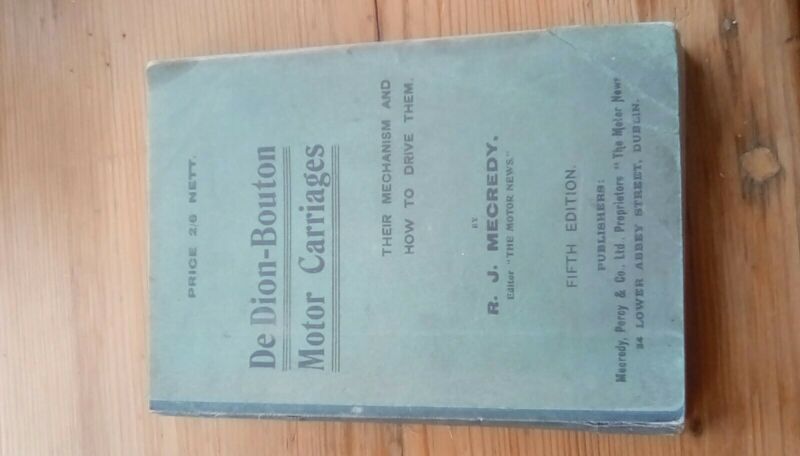 PRICE 2/6 NETT.
De Dion-Bouton
Motor Carriages
THEIR MECHANISM AND
HOW TO DRIVE THEM.
BY
R. J. MECREDY.
Editor "THE MOTOR NEWS."
FIFTH EDITION.
PUBLISHERS:
Mecredy, Percy & Co., Ltd. Proprietors "The Motor News"
34 LOWER ABBEY STREET, DUBLIN.